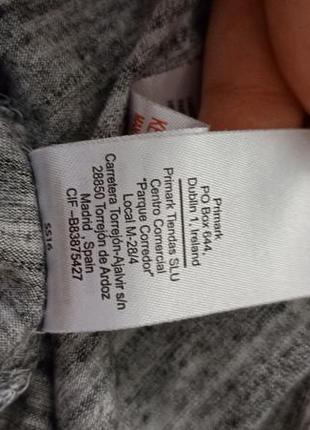 Primark
PO Box 644,
Dublin 1, Ireland
Primark Tiendas SLU
Centro Comercial
"Parque Corredor"
Local M-28/4
Carretera Torrejón-Ajalvir s/n
28850 Torrejón de Ardoz
Madrid , Spain
CIF –B83875427
SS16